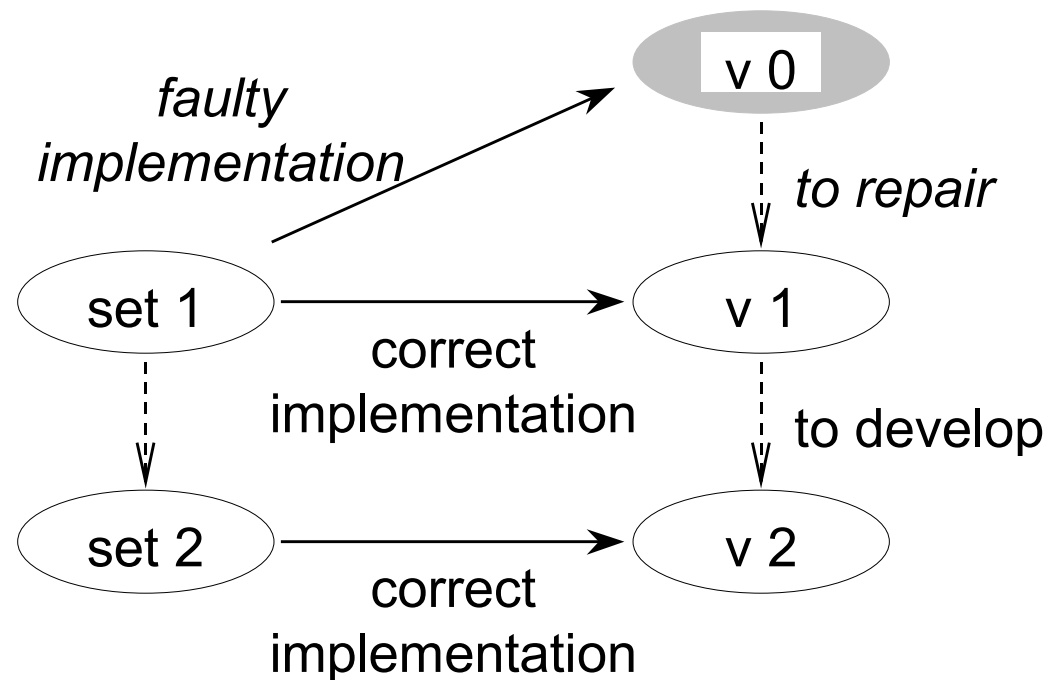 v 0
faulty
implementation
to repair
set 1
v 1
correct
implementation
to develop
set 2
v 2
correct
implementation